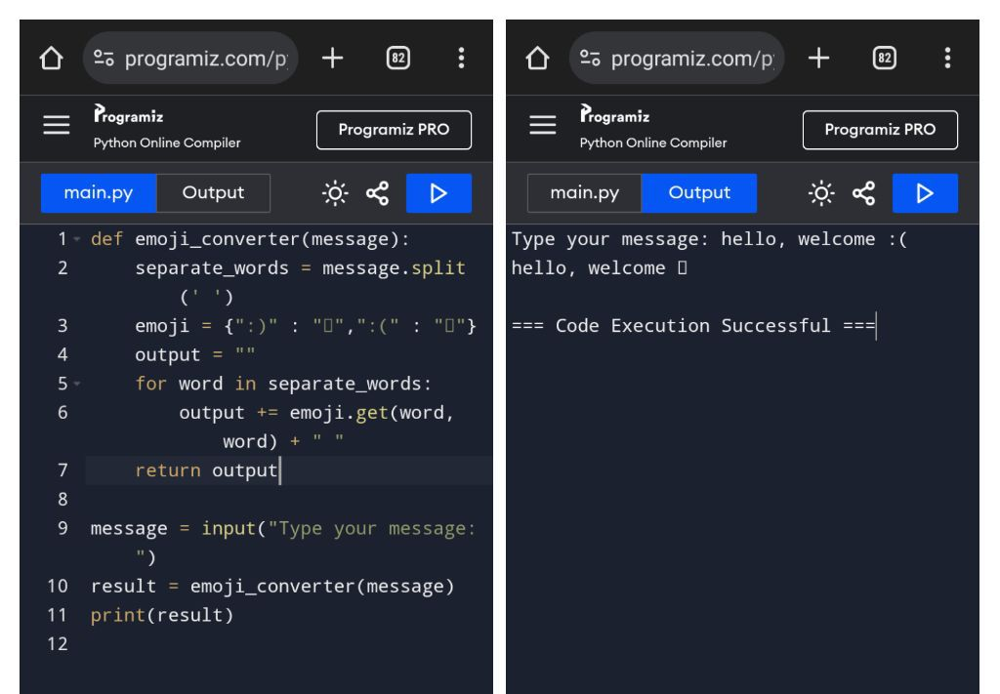 programiz.com/p
82
Programiz
Python Online Compiler
Programiz PRO
main.py
Output
1 def emoji_converter(message):
2     separate_words = message.split
(' ')
3     emoji = {":)" : "▯",":(" : "▯"}
4     output = ""
5     for word in separate_words:
6         output += emoji.get(word,
word) + " "
7     return output
8
9 message = input("Type your message:
")
10 result = emoji_converter(message)
11 print(result)
12
programiz.com/p
82
Programiz
Python Online Compiler
Programiz PRO
main.py
Output
Type your message: hello, welcome :(
hello, welcome ▯
=== Code Execution Successful ===